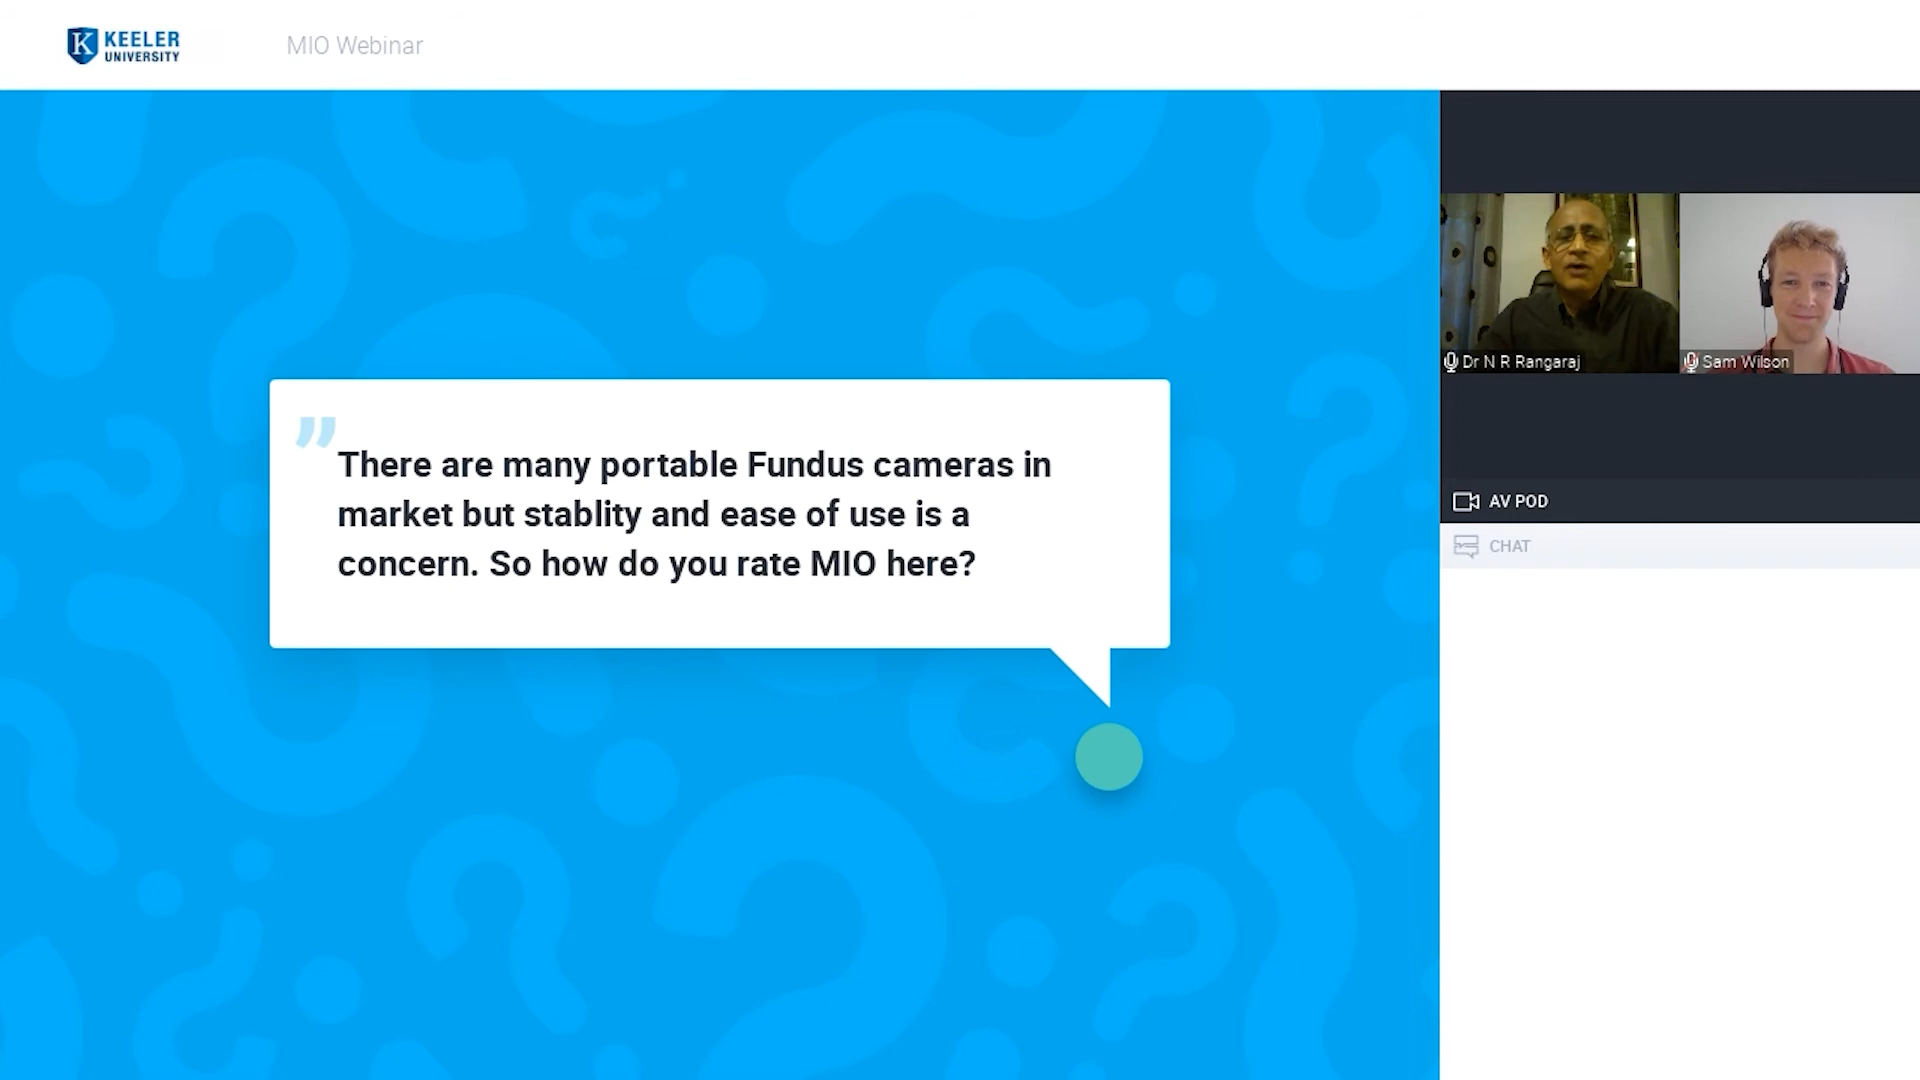 KEELER
UNIVERSITY
MIO Webinar
There are many portable Fundus cameras in
market but stablity and ease of use is a
concern. So how do you rate MIO here?
Dr N R Rangaraj
Sam Wilson
AV POD
CHAT